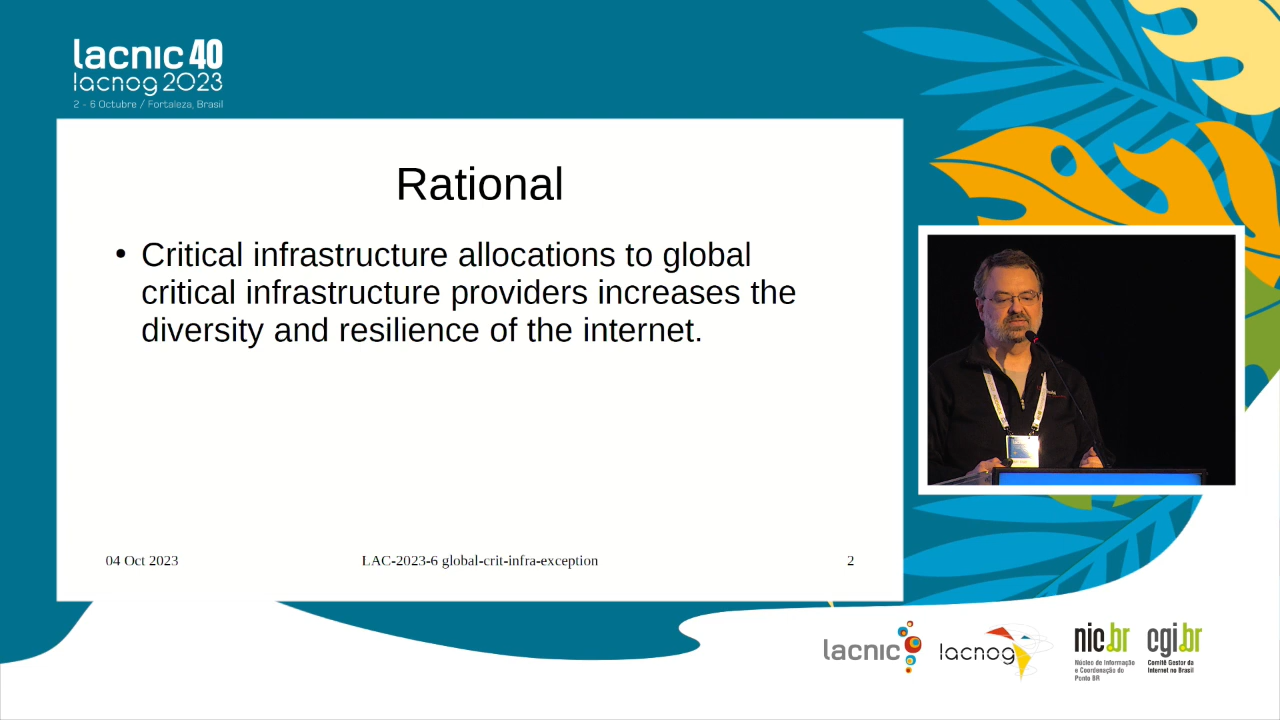 lacnic 40
lacnog 2023
2 - 6 Octubre / Fortaleza, Brasil
Rational
• Critical infrastructure allocations to global
critical infrastructure providers increases the
diversity and resilience of the internet.
04 Oct 2023
LAC-2023-6 global-crit-infra-exception
2
lacnic
lacnog
nic.br
Núcleo de Informação
e Coordenação do
Ponto BR
cgi.br
Comitê Gestor da
Internet no Brasil